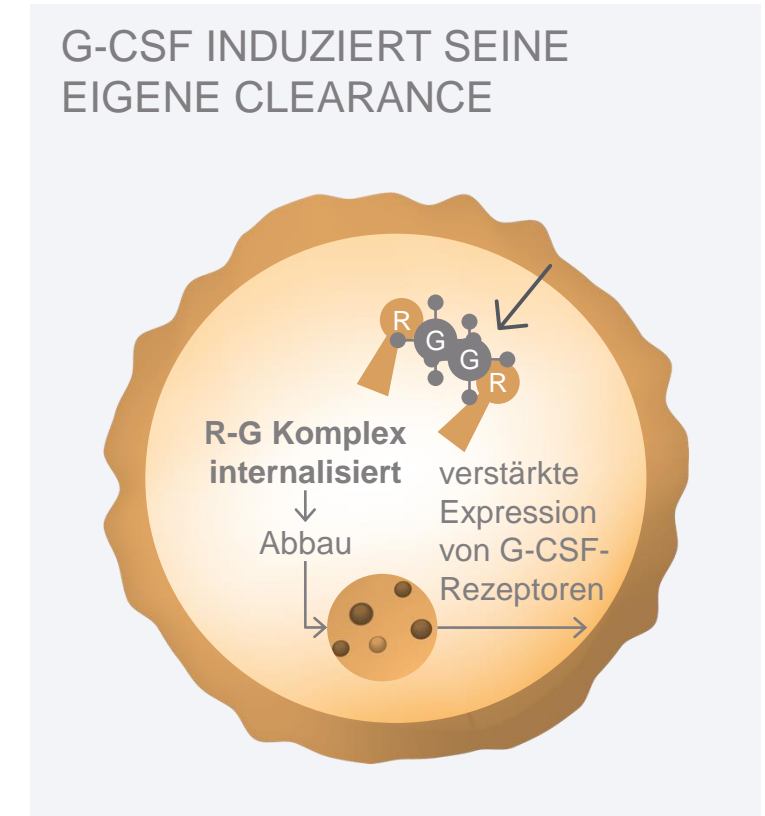 G-CSF INDUZIERT SEINE
EIGENE CLEARANCE
R
G
G
R
R-G Komplex
internalisiert
Abbau
verstärkte
Expression
von G-CSF-
Rezeptoren